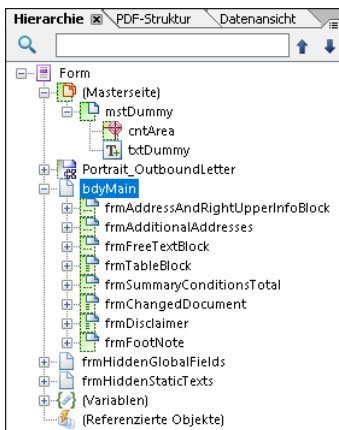 Hierarchie PDF-Struktur Datenansicht
Form
(Masterseite)
mstDummy
cntArea
txtDummy
Portrait_OutboundLetter
bdyMain
frmAddressAndRightUpperInfoBlock
frmAdditionalAddresses
frmFreeTextBlock
frmTableBlock
frmSummaryConditionsTotal
frmChangedDocument
frmDisclaimer
frmFootNote
frmHiddenGlobalFields
frmHiddenStaticTexts
(Variablen)
(Referenzierte Objekte)